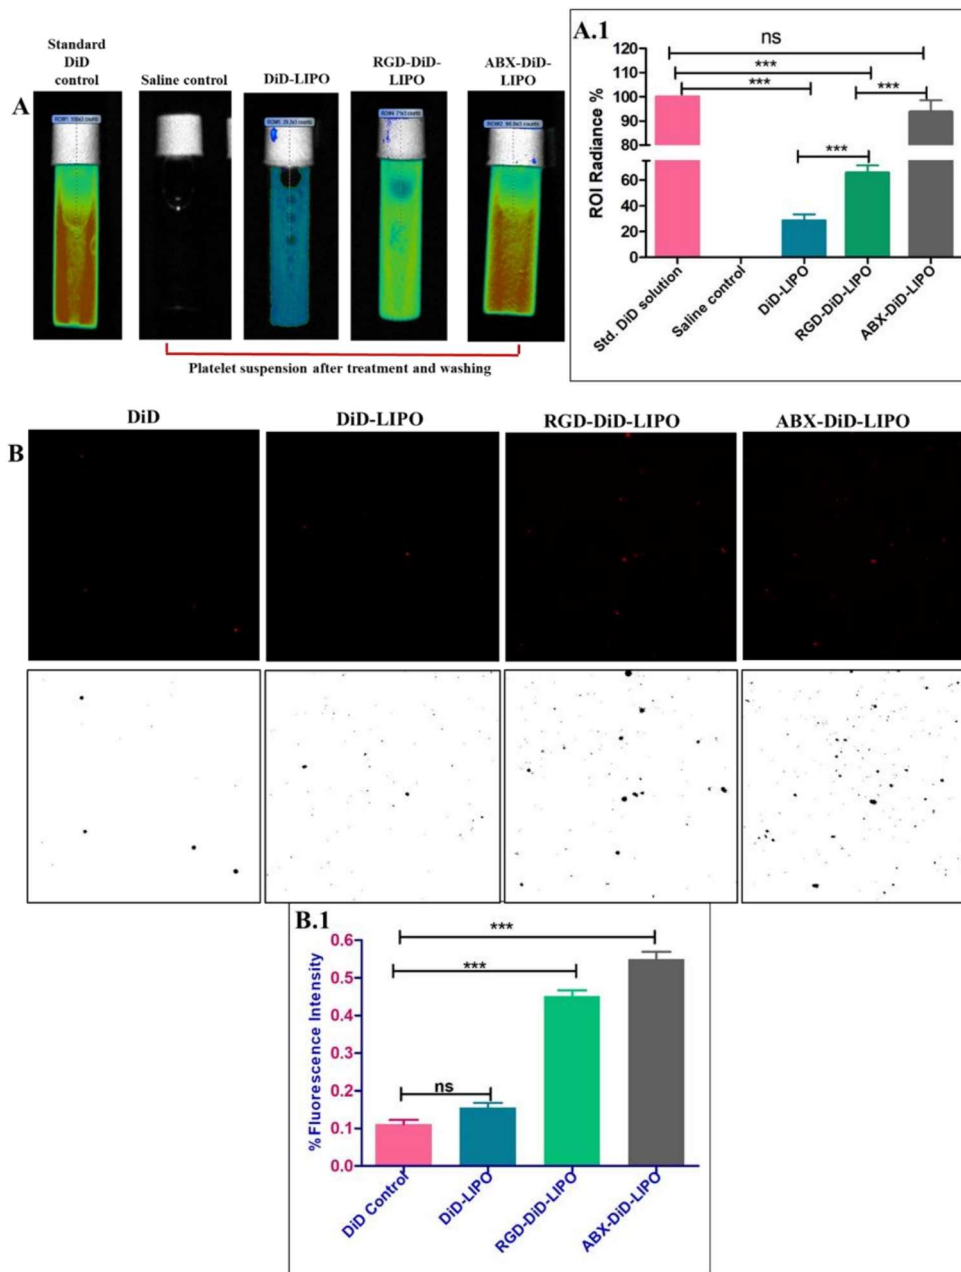 A
Standard
DiD
control
Saline control
DiD-LIPO
RGD-DiD-
LIPO
ABX-DiD-
LIPO
Platelet suspension after treatment and washing
A.1
ns
***
***
***
***
120
110
100
90
80
60
40
20
0
ROI Radiance %
Std. DiD solution
Saline control
DiD-LIPO
RGD-DiD-LIPO
ABX-DiD-LIPO
B
DiD
DiD-LIPO
RGD-DiD-LIPO
ABX-DiD-LIPO
B.1
***
***
ns
0.6
0.5
0.4
0.3
0.2
0.1
0.0
% Fluorescence Intensity
DiD Control
DiD-LIPO
RGD-DiD-LIPO
ABX-DiD-LIPO